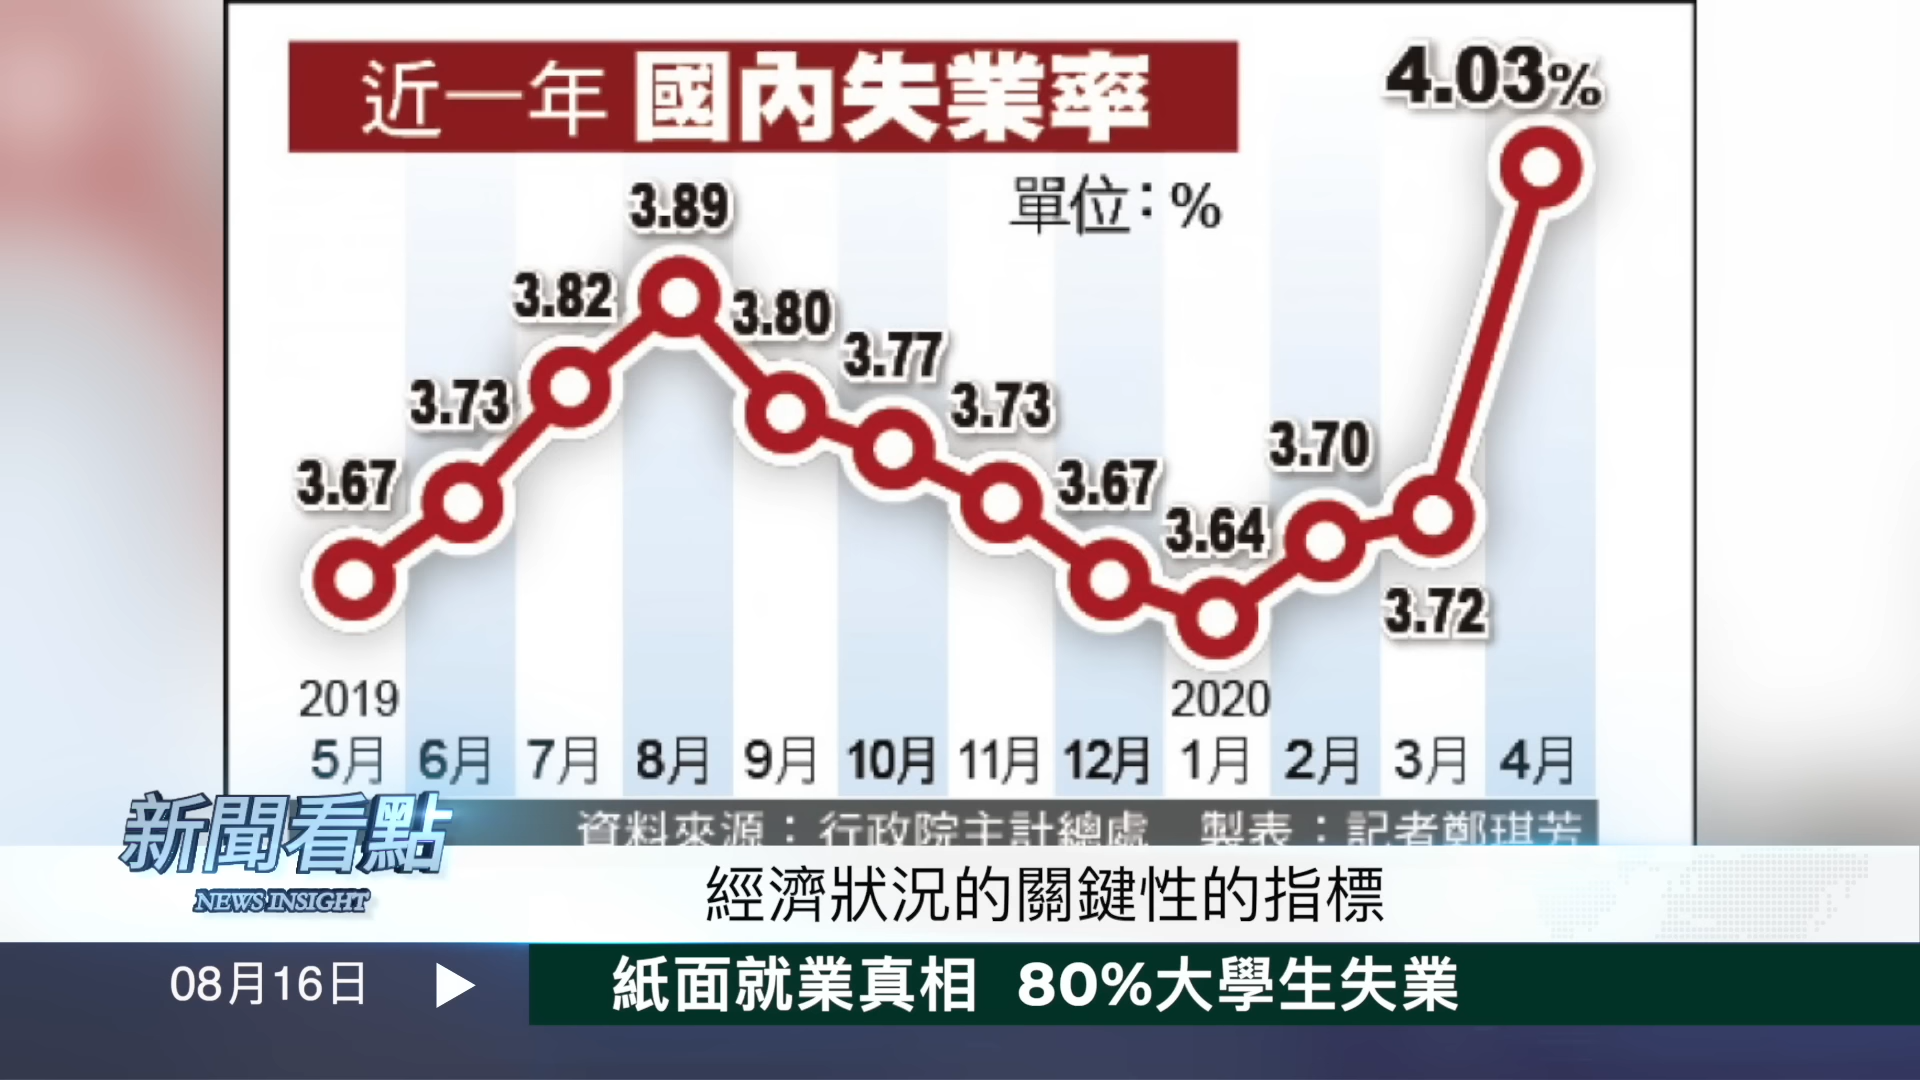 近一年 國內失業率
4.03%
單位：%
3.89
3.82
3.80
3.77
3.73
3.73
3.67
3.67
3.70
3.64
3.72
2019
2020
5月 6月 7月 8月 9月 10月 11月 12月 1月 2月 3月 4月
資料來源：行政院主計總處 製表：記者鄭琪芳
新聞看點
NEWS INSIGHT
經濟狀況的關鍵性的指標
08月16日
紙面就業真相 80%大學生失業